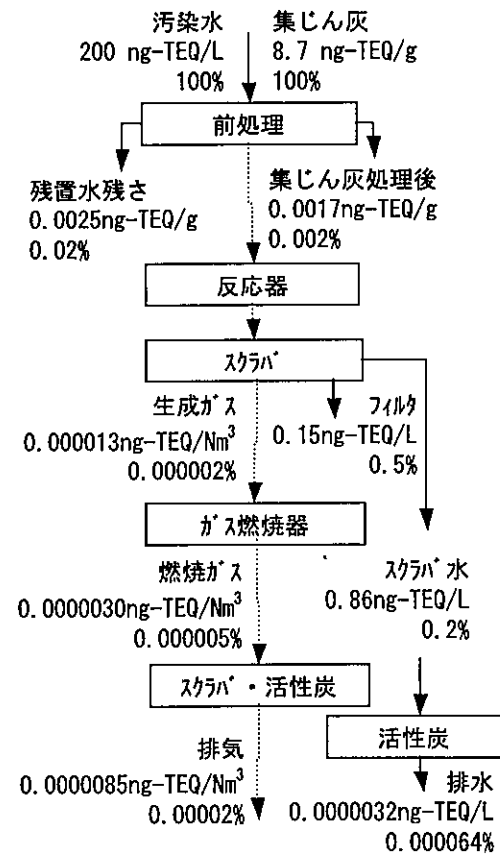 汚染水
200 ng-TEQ/L
100%
集じん灰
8.7 ng-TEQ/g
100%
前処理
残置水残さ
0.0025ng-TEQ/g
0.02%
集じん灰処理後
0.0017ng-TEQ/g
0.002%
反応器
ｽｸﾗﾊﾞ
生成ガス
0.000013ng-TEQ/Nm³
0.000002%
ﾌｨﾙﾀ
0.15ng-TEQ/L
0.5%
ｶﾞｽ燃焼器
燃焼ガス
0.0000030ng-TEQ/Nm³
0.000005%
ｽｸﾗﾊﾞ水
0.86ng-TEQ/L
0.2%
ｽｸﾗﾊﾞ・活性炭
活性炭
排気
0.0000085ng-TEQ/Nm³
0.00002%
排水
0.0000032ng-TEQ/L
0.000064%